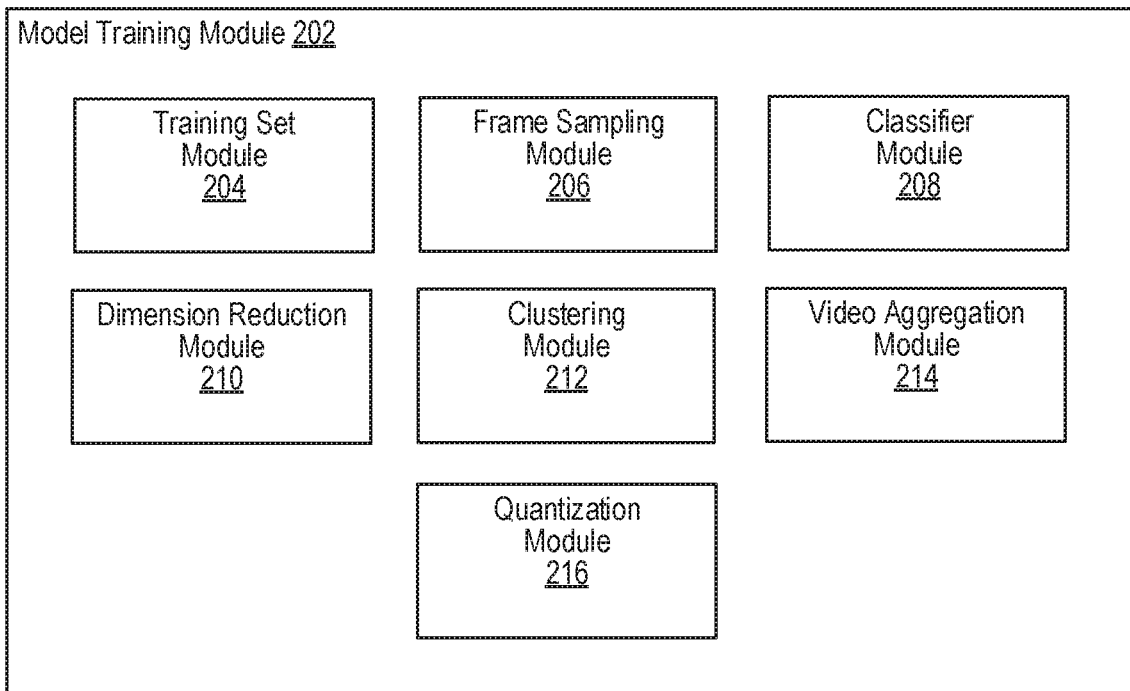 Model Training Module 202
Training Set
Module
204
Frame Sampling
Module
206
Classifier
Module
208
Dimension Reduction
Module
210
Clustering
Module
212
Video Aggregation
Module
214
Quantization
Module
216